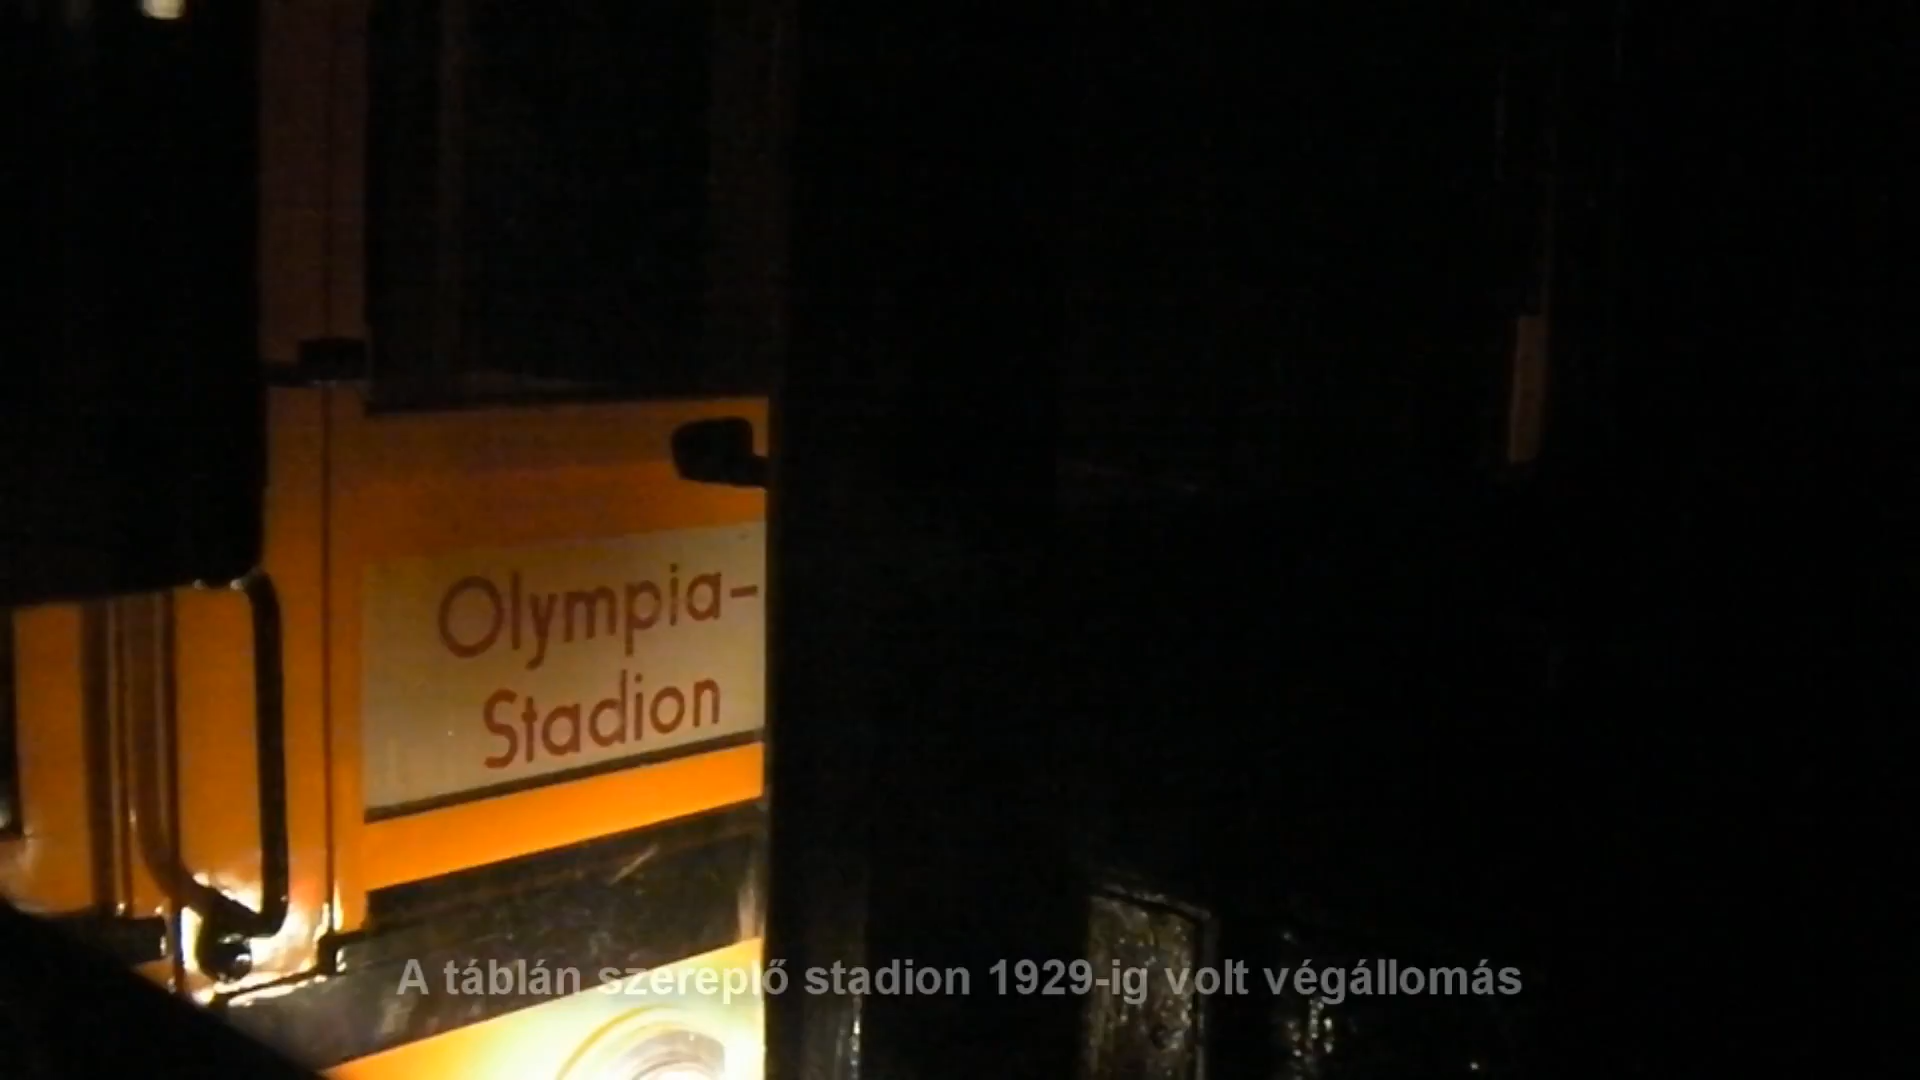 Olympia-
Stadion
A táblán szereplő stadion 1929-ig volt végállomás